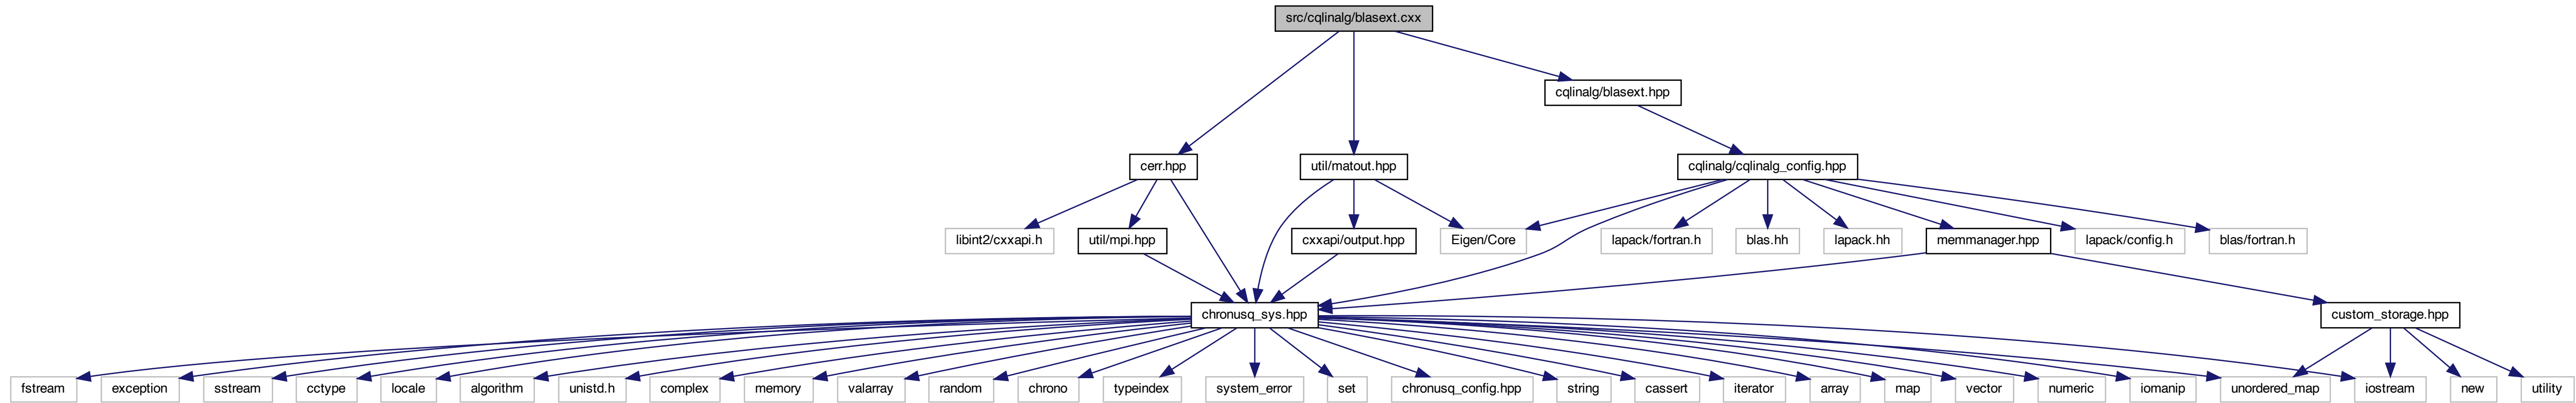 src/cqlinalg/blasext.cxx
cqlinalg/blasext.hpp
cerr.hpp
util/matout.hpp
cqlinalg/cqlinalg_config.hpp
libint2/cxxapi.h
util/mpi.hpp
cxxapi/output.hpp
Eigen/Core
lapack/fortran.h
blas.hh
lapack.hh
memmanager.hpp
lapack/config.h
blas/fortran.h
chronusq_sys.hpp
custom_storage.hpp
fstream
exception
sstream
cctype
locale
algorithm
unistd.h
complex
memory
valarray
random
chrono
typeindex
system_error
set
chronusq_config.hpp
string
cassert
iterator
array
map
vector
numeric
iomanip
unordered_map
iostream
new
utility